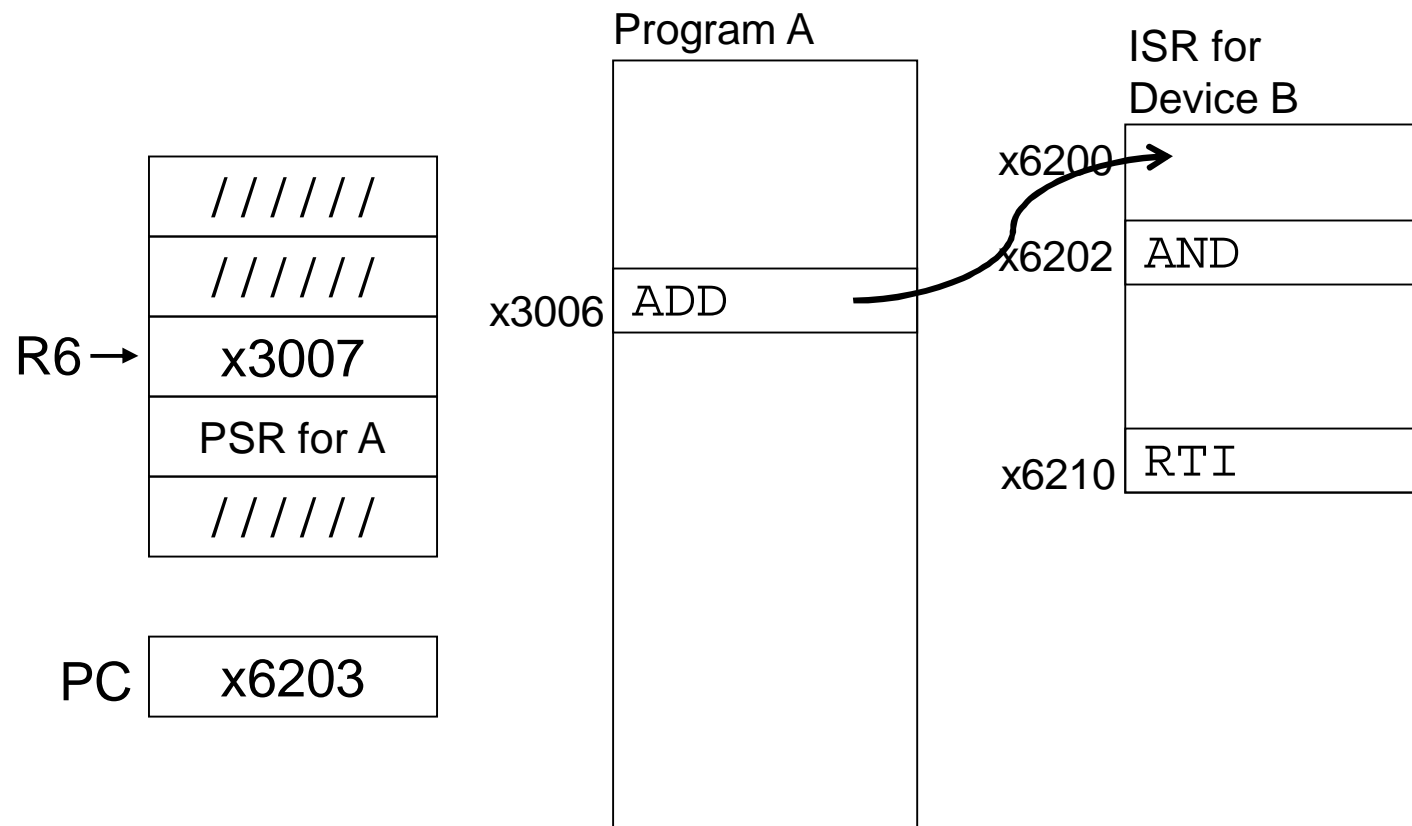 Program A
ISR for
Device B
//////
//////
R6
x3007
PSR for A
//////
PC
x6203
x3006
ADD
x6200
x6202
AND
x6210
RTI